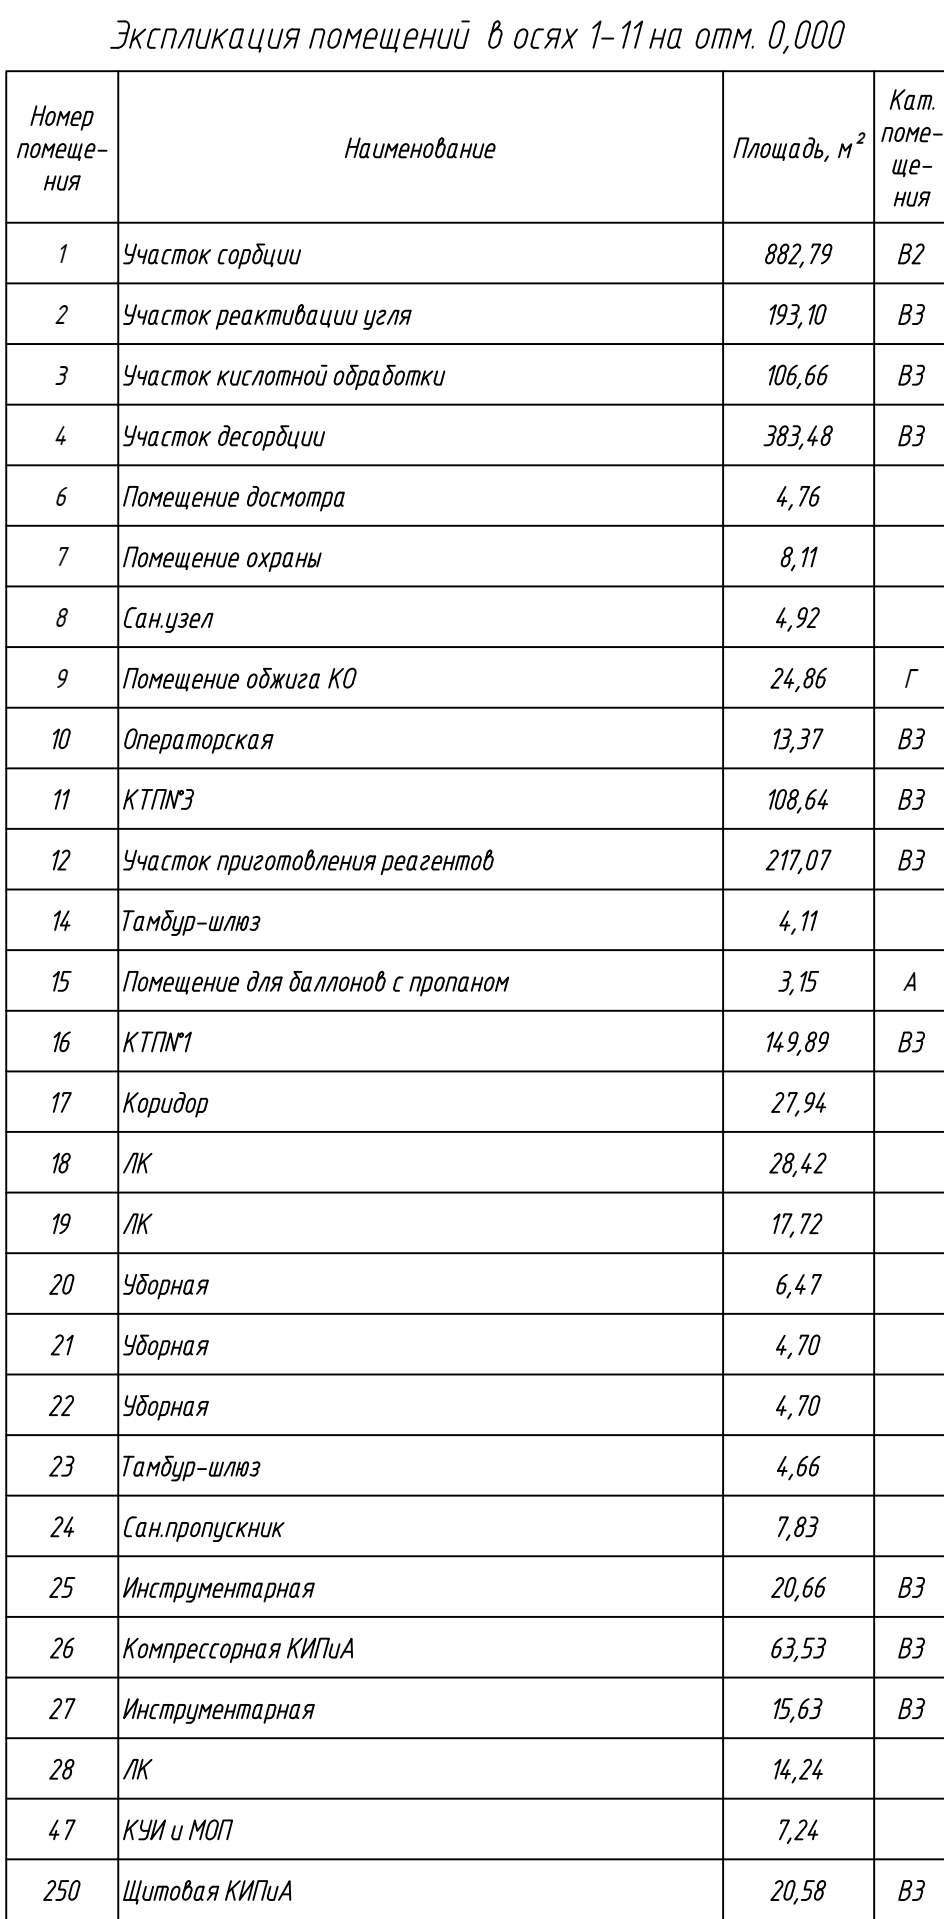 Экспликация помещений в осях 1-11 на отм. 0,000
Номер помеще-ния Наименование Площадь, м² Кат. поме-ще-ния
1 Участок сорбции 882,79 В2
2 Участок реактивации угля 193,10 В3
3 Участок кислотной обработки 106,66 В3
4 Участок десорбции 383,48 В3
6 Помещение досмотра 4,76
7 Помещение охраны 8,11
8 Сан.узел 4,92
9 Помещение обжига КО 24,86 Г
10 Операторская 13,37 В3
11 КТП№3 108,64 В3
12 Участок приготовления реагентов 217,07 В3
14 Тамбур-шлюз 4,11
15 Помещение для баллонов с пропаном 3,15 А
16 КТП№1 149,89 В3
17 Коридор 27,94
18 ЛК 28,42
19 ЛК 17,72
20 Уборная 6,47
21 Уборная 4,70
22 Уборная 4,70
23 Тамбур-шлюз 4,66
24 Сан.пропускник 7,83
25 Инструментарная 20,66 В3
26 Компрессорная КИПиА 63,53 В3
27 Инструментарная 15,63 В3
28 ЛК 14,24
47 КУИ и МОП 7,24
250 Щитовая КИПиА 20,58 В3